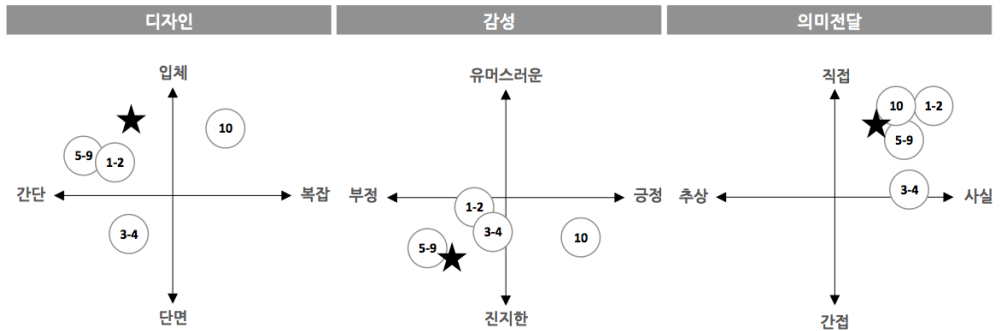 디자인
감성
의미전달
입체
10
5-9
1-2
간단
복잡
3-4
단면
유머스러운
부정
긍정
1-2
3-4
5-9
10
진지한
직접
10
1-2
5-9
추상
사실
3-4
간접